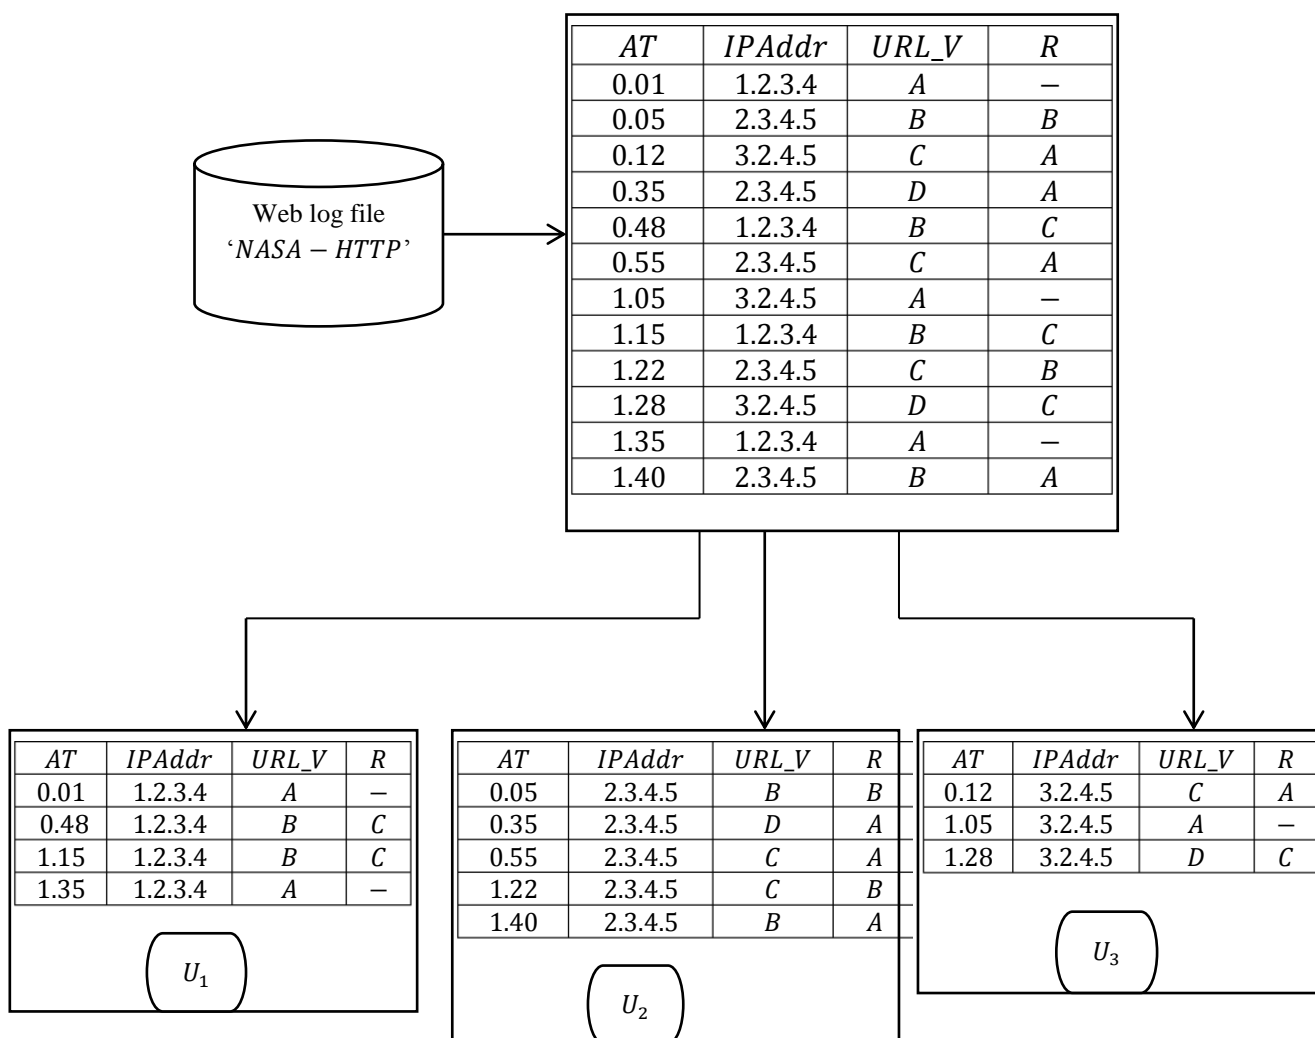 Web log file
‘NASA – HTTP’
AT IPAddr URL_V R
0.01 1.2.3.4 A –
0.05 2.3.4.5 B B
0.12 3.2.4.5 C A
0.35 2.3.4.5 D A
0.48 1.2.3.4 B C
0.55 2.3.4.5 C A
1.05 3.2.4.5 A –
1.15 1.2.3.4 B C
1.22 2.3.4.5 C B
1.28 3.2.4.5 D C
1.35 1.2.3.4 A –
1.40 2.3.4.5 B A
AT IPAddr URL_V R
0.01 1.2.3.4 A –
0.48 1.2.3.4 B C
1.15 1.2.3.4 B C
1.35 1.2.3.4 A –
U₁
AT IPAddr URL_V R
0.05 2.3.4.5 B B
0.35 2.3.4.5 D A
0.55 2.3.4.5 C A
1.22 2.3.4.5 C B
1.40 2.3.4.5 B A
U₂
AT IPAddr URL_V R
0.12 3.2.4.5 C A
1.05 3.2.4.5 A –
1.28 3.2.4.5 D C
U₃